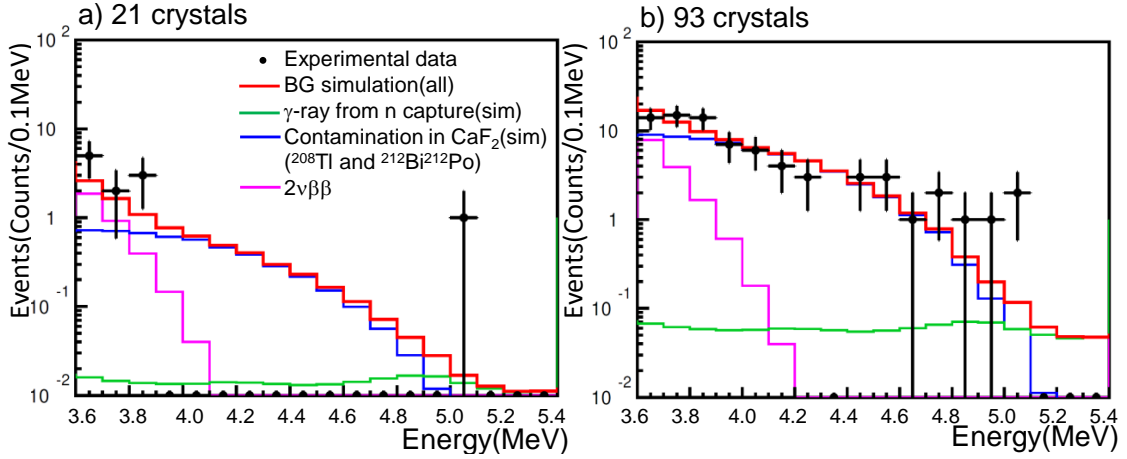 a) 21 crystals
Events(Counts/0.1MeV)
10²
10
1
10⁻¹
10⁻²
Experimental data
BG simulation(all)
γ-ray from n capture(sim)
Contamination in CaF₂(sim)
(²⁰⁸Tl and ²¹²Bi²¹²Po)
2νββ
3.6 3.8 4.0 4.2 4.4 4.6 4.8 5.0 5.2 5.4
Energy(MeV)
b) 93 crystals
Events(Counts/0.1MeV)
10²
10
1
10⁻¹
10⁻²
3.6 3.8 4.0 4.2 4.4 4.6 4.8 5.0 5.2 5.4
Energy(MeV)